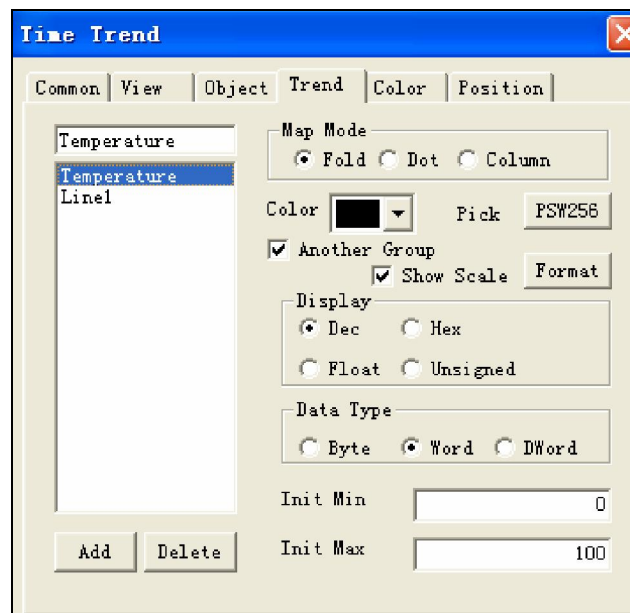 Time Trend
Common View Object Trend Color Position
Temperature
Temperature
Line1
Add Delete
Map Mode
Fold Dot Column
Color Pick PSW256
Another Group
Show Scale Format
Display
Dec Hex
Float Unsigned
Data Type
Byte Word DWord
Init Min 0
Init Max 100